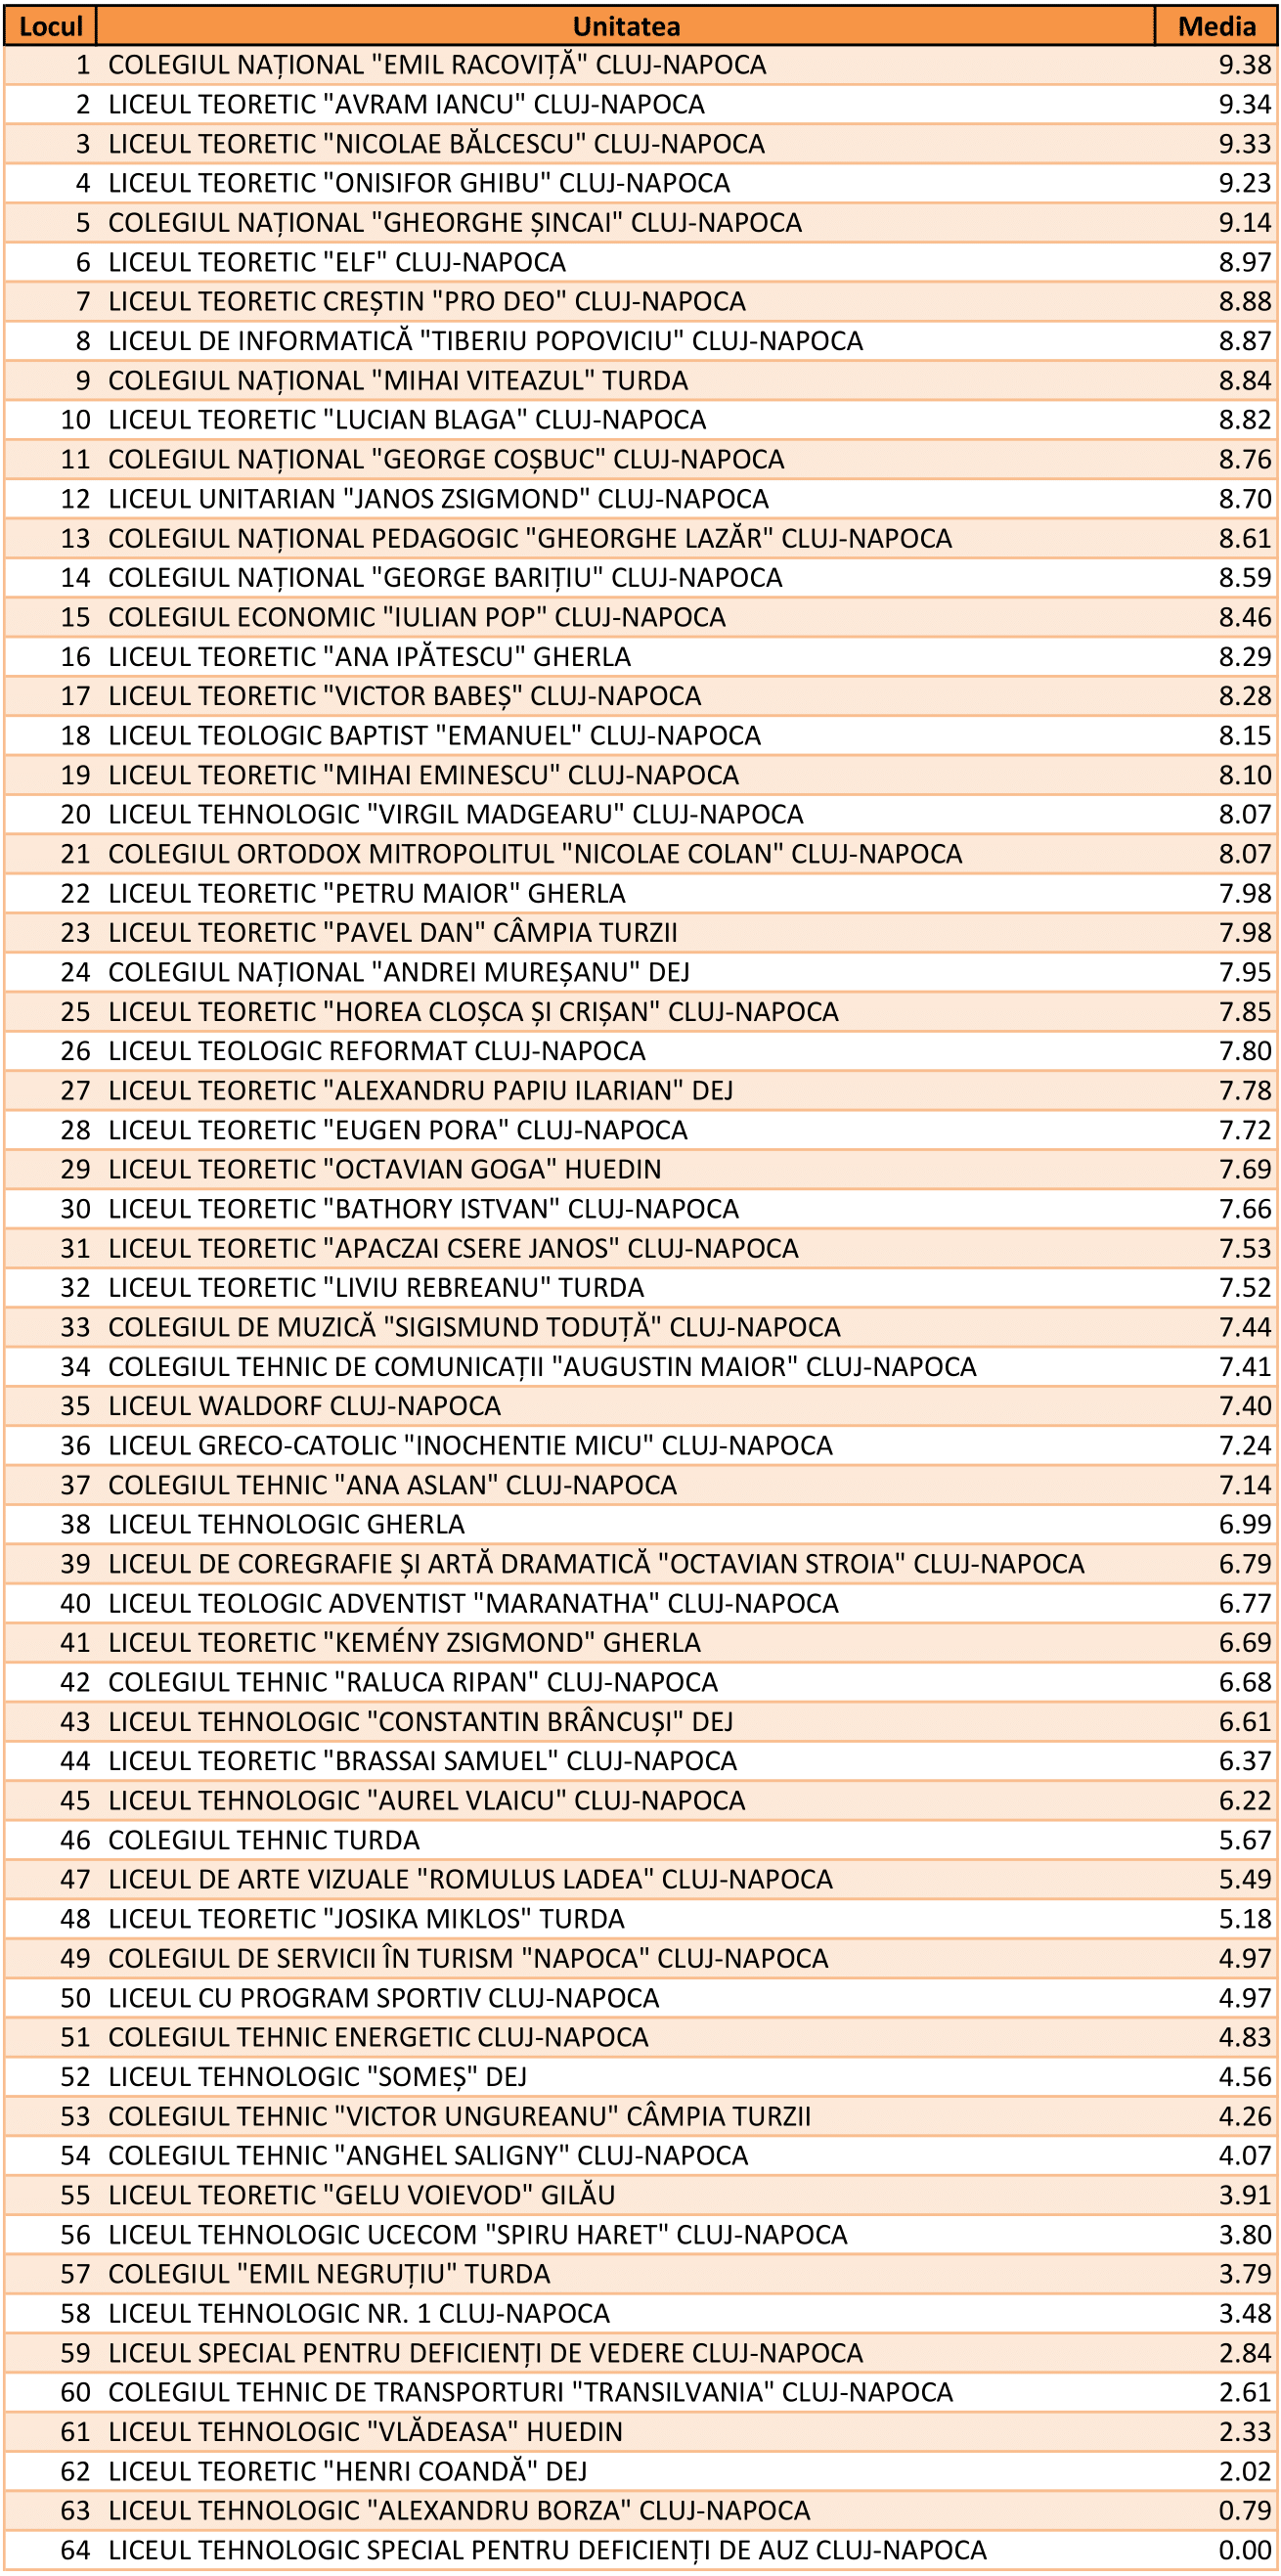 Locul Unitatea Media
1 COLEGIUL NAȚIONAL "EMIL RACOVIȚĂ" CLUJ-NAPOCA 9.38
2 LICEUL TEORETIC "AVRAM IANCU" CLUJ-NAPOCA 9.34
3 LICEUL TEORETIC "NICOLAE BĂLCESCU" CLUJ-NAPOCA 9.33
4 LICEUL TEORETIC "ONISIFOR GHIBU" CLUJ-NAPOCA 9.23
5 COLEGIUL NAȚIONAL "GHEORGHE ȘINCAI" CLUJ-NAPOCA 9.14
6 LICEUL TEORETIC "ELF" CLUJ-NAPOCA 8.97
7 LICEUL TEORETIC CREȘTIN "PRO DEO" CLUJ-NAPOCA 8.88
8 LICEUL DE INFORMATICĂ "TIBERIU POPOVICIU" CLUJ-NAPOCA 8.87
9 COLEGIUL NAȚIONAL "MIHAI VITEAZUL" TURDA 8.84
10 LICEUL TEORETIC "LUCIAN BLAGA" CLUJ-NAPOCA 8.82
11 COLEGIUL NAȚIONAL "GEORGE COȘBUC" CLUJ-NAPOCA 8.76
12 LICEUL UNITARIAN "JANOS ZSIGMOND" CLUJ-NAPOCA 8.70
13 COLEGIUL NAȚIONAL PEDAGOGIC "GHEORGHE LAZĂR" CLUJ-NAPOCA 8.61
14 COLEGIUL NAȚIONAL "GEORGE BARIȚIU" CLUJ-NAPOCA 8.59
15 COLEGIUL ECONOMIC "IULIAN POP" CLUJ-NAPOCA 8.46
16 LICEUL TEORETIC "ANA IPĂTESCU" GHERLA 8.29
17 LICEUL TEORETIC "VICTOR BABEȘ" CLUJ-NAPOCA 8.28
18 LICEUL TEOLOGIC BAPTIST "EMANUEL" CLUJ-NAPOCA 8.15
19 LICEUL TEORETIC "MIHAI EMINESCU" CLUJ-NAPOCA 8.10
20 LICEUL TEHNOLOGIC "VIRGIL MADGEARU" CLUJ-NAPOCA 8.07
21 COLEGIUL ORTODOX MITROPOLITUL "NICOLAE COLAN" CLUJ-NAPOCA 8.07
22 LICEUL TEORETIC "PETRU MAIOR" GHERLA 7.98
23 LICEUL TEORETIC "PAVEL DAN" CÂMPIA TURZII 7.98
24 COLEGIUL NAȚIONAL "ANDREI MUREȘANU" DEJ 7.95
25 LICEUL TEORETIC "HOREA CLOȘCA ȘI CRIȘAN" CLUJ-NAPOCA 7.85
26 LICEUL TEOLOGIC REFORMAT CLUJ-NAPOCA 7.80
27 LICEUL TEORETIC "ALEXANDRU PAPIU ILARIAN" DEJ 7.78
28 LICEUL TEORETIC "EUGEN PORA" CLUJ-NAPOCA 7.72
29 LICEUL TEORETIC "OCTAVIAN GOGA" HUEDIN 7.69
30 LICEUL TEORETIC "BATHORY ISTVAN" CLUJ-NAPOCA 7.66
31 LICEUL TEORETIC "APACZAI CSERE JANOS" CLUJ-NAPOCA 7.53
32 LICEUL TEORETIC "LIVIU REBREANU" TURDA 7.52
33 COLEGIUL DE MUZICĂ "SIGISMUND TODUȚĂ" CLUJ-NAPOCA 7.44
34 COLEGIUL TEHNIC DE COMUNICAȚII "AUGUSTIN MAIOR" CLUJ-NAPOCA 7.41
35 LICEUL WALDORF CLUJ-NAPOCA 7.40
36 LICEUL GRECO-CATOLIC "INOCHENTIE MICU" CLUJ-NAPOCA 7.24
37 COLEGIUL TEHNIC "ANA ASLAN" CLUJ-NAPOCA 7.14
38 LICEUL TEHNOLOGIC GHERLA 6.99
39 LICEUL DE COREGRAFIE ȘI ARTĂ DRAMATICĂ "OCTAVIAN STROIA" CLUJ-NAPOCA 6.79
40 LICEUL TEOLOGIC ADVENTIST "MARANATHA" CLUJ-NAPOCA 6.77
41 LICEUL TEORETIC "KEMÉNY ZSIGMOND" GHERLA 6.69
42 COLEGIUL TEHNIC "RALUCA RIPAN" CLUJ-NAPOCA 6.68
43 LICEUL TEHNOLOGIC "CONSTANTIN BRÂNCUȘI" DEJ 6.61
44 LICEUL TEORETIC "BRASSAI SAMUEL" CLUJ-NAPOCA 6.37
45 LICEUL TEHNOLOGIC "AUREL VLAICU" CLUJ-NAPOCA 6.22
46 COLEGIUL TEHNIC TURDA 5.67
47 LICEUL DE ARTE VIZUALE "ROMULUS LADEA" CLUJ-NAPOCA 5.49
48 LICEUL TEORETIC "JOSIKA MIKLOS" TURDA 5.18
49 COLEGIUL DE SERVICII ÎN TURISM "NAPOCA" CLUJ-NAPOCA 4.97
50 LICEUL CU PROGRAM SPORTIV CLUJ-NAPOCA 4.97
51 COLEGIUL TEHNIC ENERGETIC CLUJ-NAPOCA 4.83
52 LICEUL TEHNOLOGIC "SOMEȘ" DEJ 4.56
53 COLEGIUL TEHNIC "VICTOR UNGUREANU" CÂMPIA TURZII 4.26
54 COLEGIUL TEHNIC "ANGHEL SALIGNY" CLUJ-NAPOCA 4.07
55 LICEUL TEORETIC "GELU VOIEVOD" GILĂU 3.91
56 LICEUL TEHNOLOGIC UCECOM "SPIRU HARET" CLUJ-NAPOCA 3.80
57 COLEGIUL "EMIL NEGRUȚIU" TURDA 3.79
58 LICEUL TEHNOLOGIC NR. 1 CLUJ-NAPOCA 3.48
59 LICEUL SPECIAL PENTRU DEFICIENȚI DE VEDERE CLUJ-NAPOCA 2.84
60 COLEGIUL TEHNIC DE TRANSPORTURI "TRANSILVANIA" CLUJ-NAPOCA 2.61
61 LICEUL TEHNOLOGIC "VLĂDEASA" HUEDIN 2.33
62 LICEUL TEORETIC "HENRI COANDĂ" DEJ 2.02
63 LICEUL TEHNOLOGIC "ALEXANDRU BORZA" CLUJ-NAPOCA 0.79
64 LICEUL TEHNOLOGIC SPECIAL PENTRU DEFICIENȚI DE AUZ CLUJ-NAPOCA 0.00